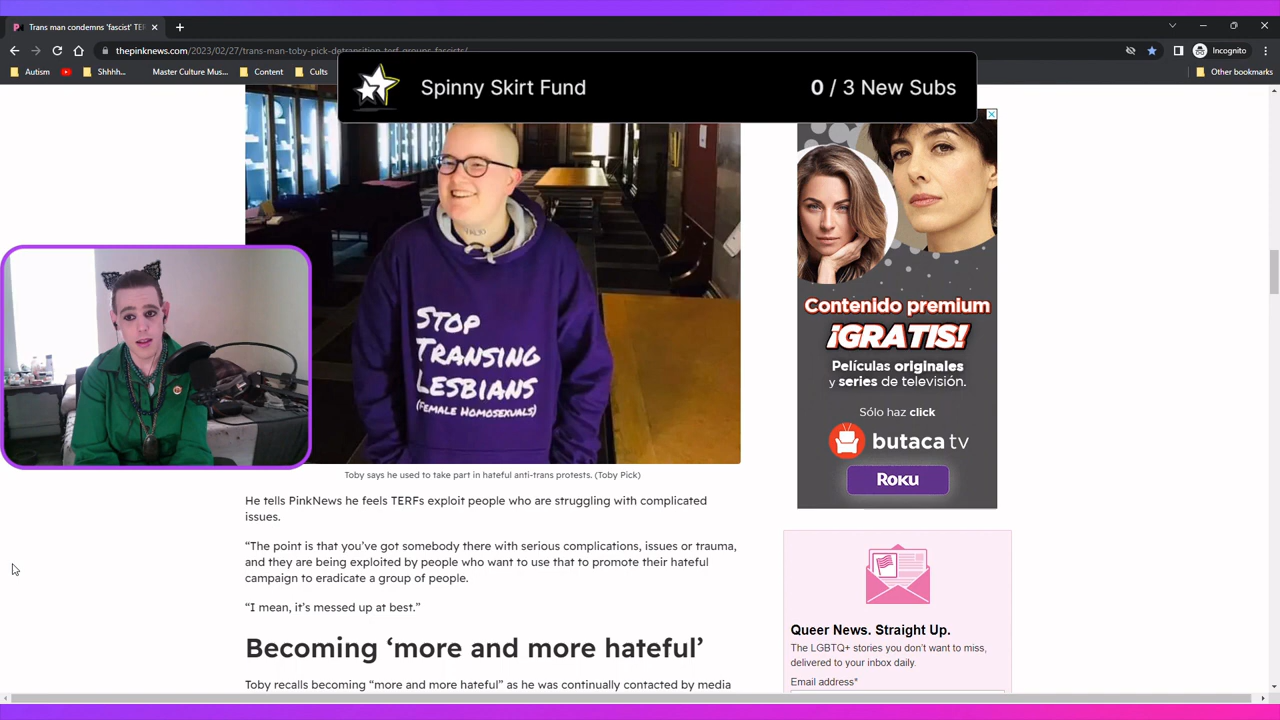 Trans man condemns 'fascist' TER
thepinknews.com/2023/02/27/trans-man-toby-pick-detransition-terf-groups-fascists/
Incognito
Autism
Shhhh...
Master Culture Mus...
Content
Cults
Other bookmarks
Spinny Skirt Fund
0 / 3 New Subs
STOP
TRANSING
LESBIANS
(FEMALE HOMOSEXUALS)
Toby says he used to take part in hateful anti-trans protests. (Toby Pick)
He tells PinkNews he feels TERFs exploit people who are struggling with complicated
issues.
“The point is that you’ve got somebody there with serious complications, issues or trauma,
and they are being exploited by people who want to use that to promote their hateful
campaign to eradicate a group of people.
“I mean, it’s messed up at best.”
Becoming ‘more and more hateful’
Toby recalls becoming “more and more hateful” as he was continually contacted by media
Contenido premium
¡GRATIS!
Películas originales
y series de televisión.
Sólo haz click
butaca tv
ROKU
Queer News. Straight Up.
The LGBTQ+ stories you don’t want to miss,
delivered to your inbox daily.
Email address*